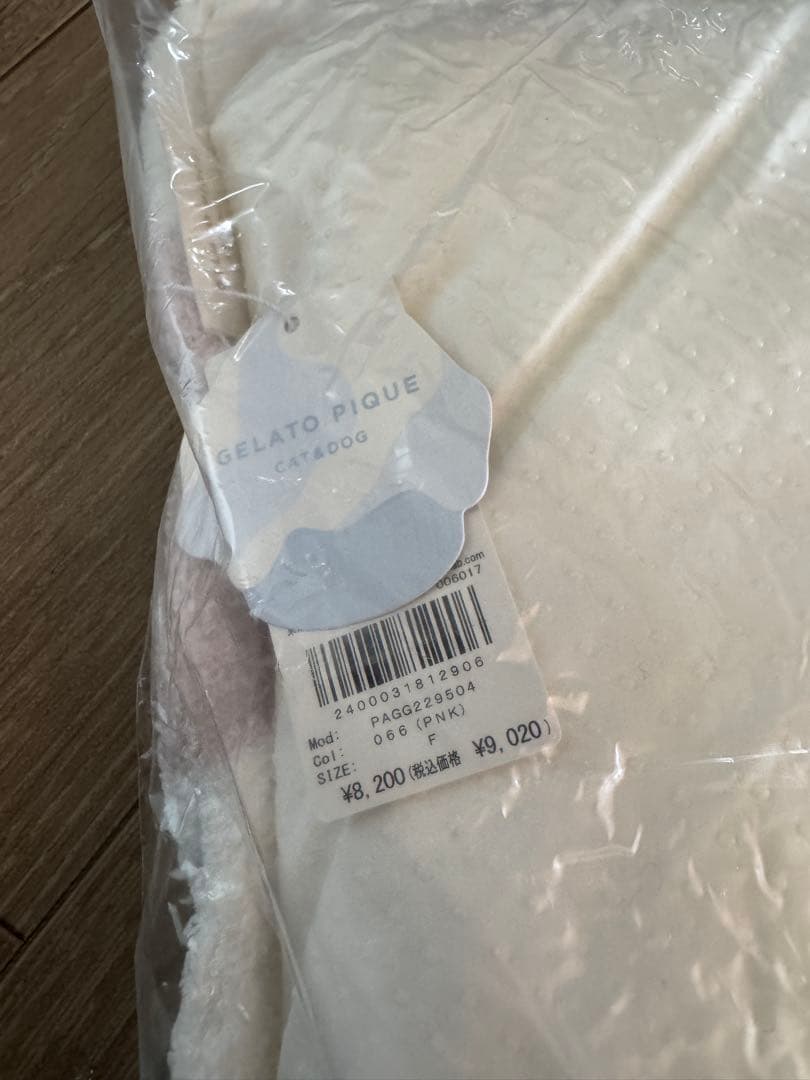 GELATO PIQUE
CAT&DOG
006017
2400031812906
Mod: PAGG229504
Col: 066 (PNK)
SIZE: F
¥8,200(税込価格 ¥9,020)